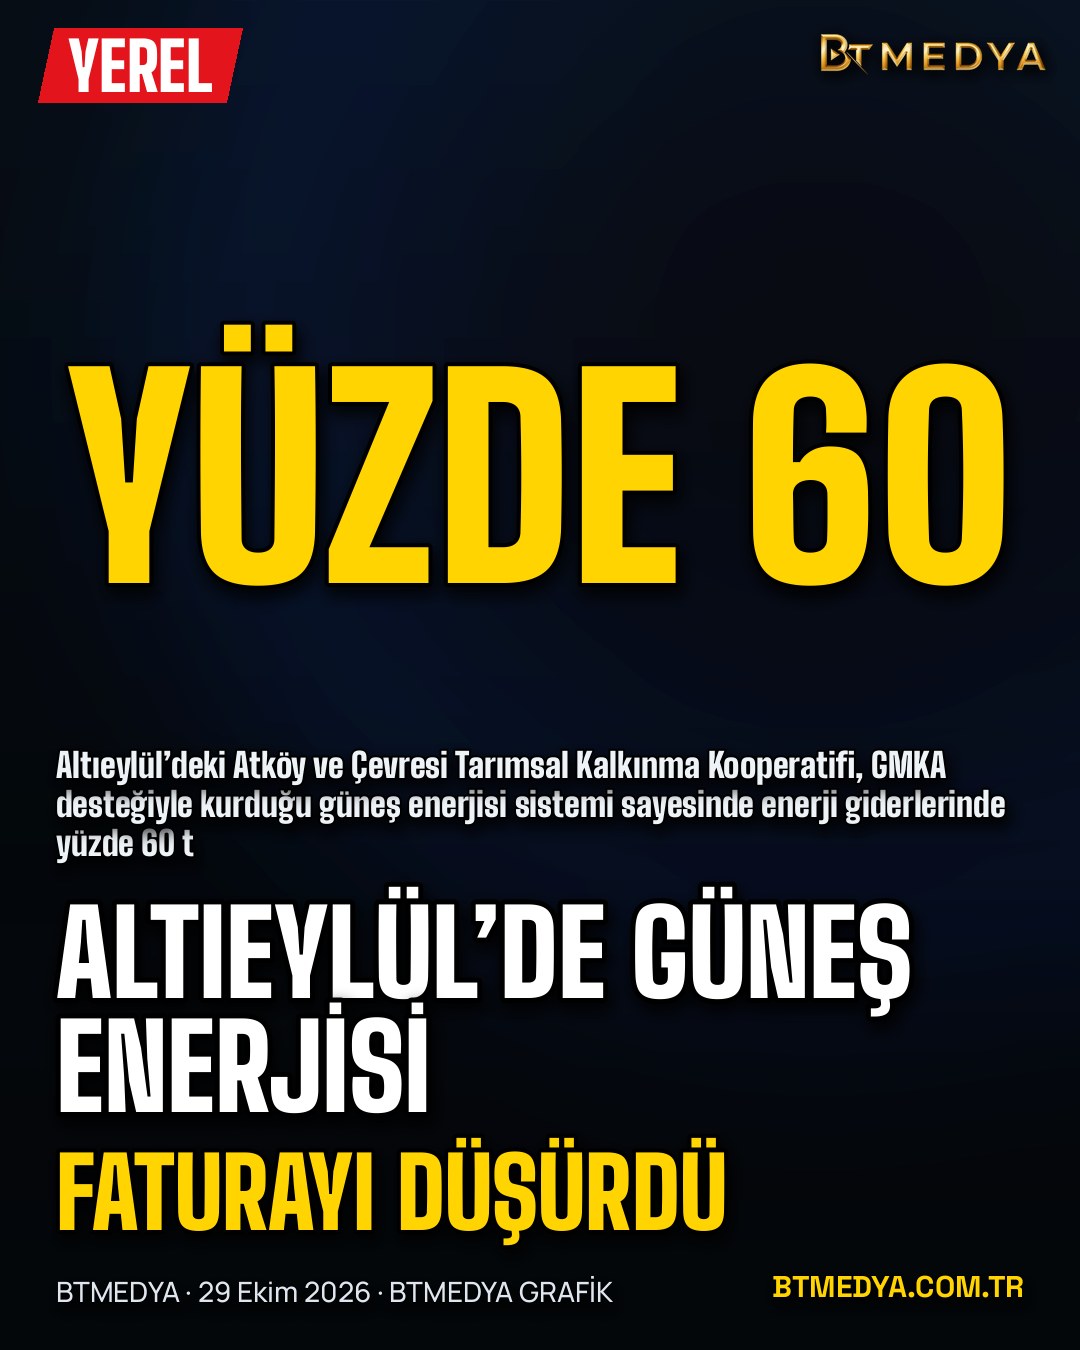 YEREL
BTMEDYA
YÜZDE 60
Altıeylül’deki Atköy ve Çevresi Tarımsal Kalkınma Kooperatifi, GMKA
desteğiyle kurduğu güneş enerjisi sistemi sayesinde enerji giderlerinde
yüzde 60 t
ALTIEYLÜL’DE GÜNEŞ
ENERJİSİ
FATURAYI DÜŞÜRDÜ
BTMEDYA · 29 Ekim 2026 · BTMEDYA GRAFİK
BTMEDYA.COM.TR